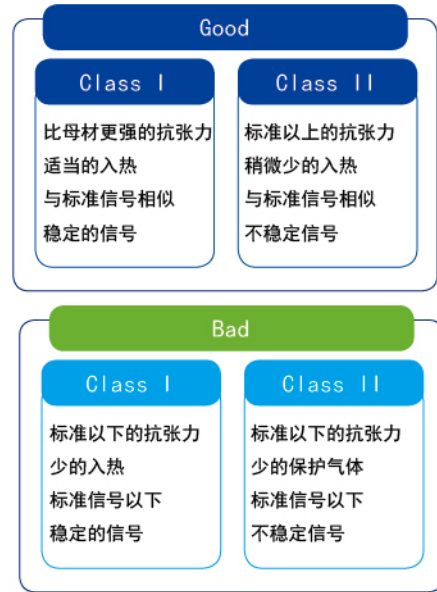 Good
Class I
比母材更强的抗张力
适当的入热
与标准信号相似
稳定的信号
Class II
标准以上的抗张力
稍微少的入热
与标准信号相似
不稳定信号
Bad
Class I
标准以下的抗张力
少的入热
标准信号以下
稳定的信号
Class II
标准以下的抗张力
少的保护气体
标准信号以下
不稳定信号